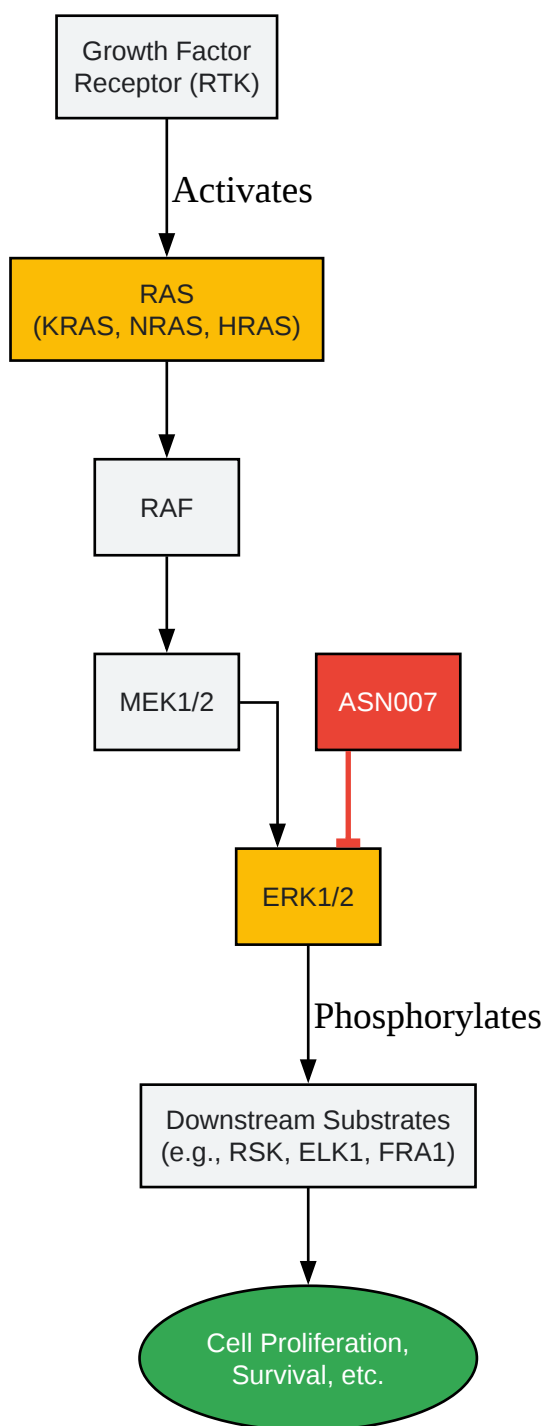 Growth Factor
Receptor (RTK)
Activates
RAS
(KRAS, NRAS, HRAS)
RAF
MEK1/2
ASN007
ERK1/2
Phosphorylates
Downstream Substrates
(e.g., RSK, ELK1, FRA1)
Cell Proliferation,
Survival, etc.